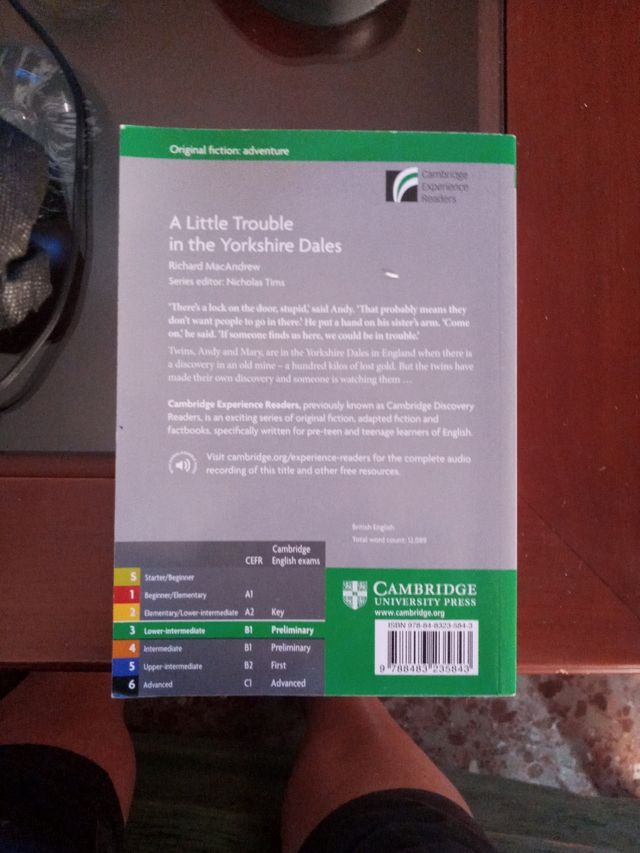 Original fiction: adventure
Cambridge
Experience
Readers
A Little Trouble
in the Yorkshire Dales
Richard MacAndrew
Series editor: Nicholas Tims
'There's a lock on the door, stupid,' said Andy. 'That probably means they
don't want people to go in there.' He put a hand on his sister's arm. 'Come
on,' he said. 'If someone finds us here, we could be in trouble.'
Twins, Andy and Mary, are in the Yorkshire Dales in England when there is
a discovery in an old mine – a hundred kilos of lost gold. But the twins have
made their own discovery and someone is watching them ...
Cambridge Experience Readers, previously known as Cambridge Discovery
Readers, is an exciting series of original fiction, adapted fiction and
factbooks, specifically written for pre-teen and teenage learners of English.
Visit cambridge.org/experience-readers for the complete audio
recording of this title and other free resources.
British English
Total word count: 12,089
CEFR Cambridge English exams
S Starter/Beginner
1 Beginner/Elementary A1
2 Elementary/Lower-intermediate A2 Key
3 Lower-intermediate B1 Preliminary
4 Intermediate B1 Preliminary
5 Upper-intermediate B2 First
6 Advanced C1 Advanced
CAMBRIDGE
UNIVERSITY PRESS
www.cambridge.org
ISBN 978-84-8323-584-3
9 788483 235843